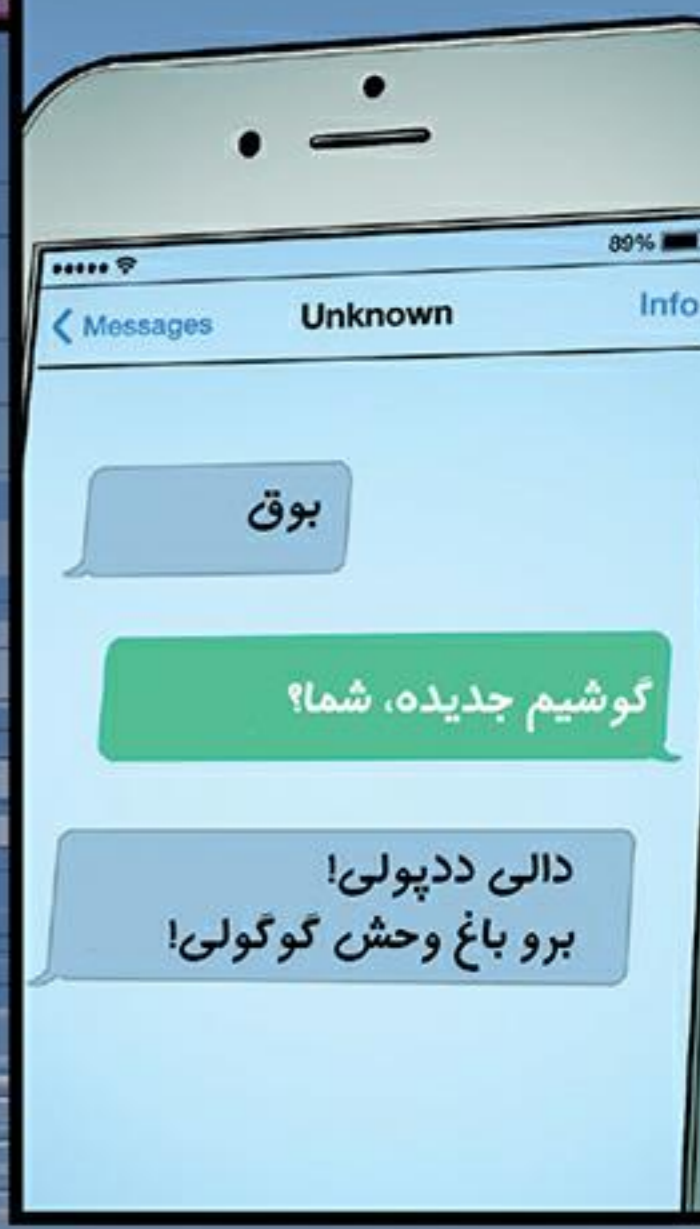 89%
Messages Unknown Info
بوق
گوشیم جدیده، شما؟
دالی ددپولی!
برو باغ وحش گوگولی!